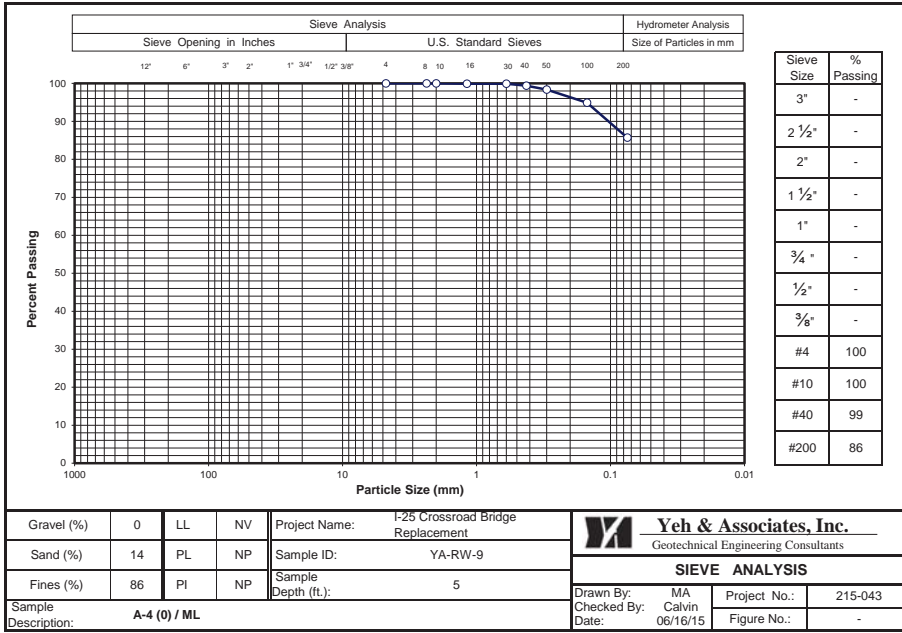 Sieve Analysis
Hydrometer Analysis
Sieve Opening in Inches
U.S. Standard Sieves
Size of Particles in mm
12" 6" 3" 2" 1" 3/4" 1/2" 3/8" 4 8 10 16 30 40 50 100 200
100
90
80
70
60
50
40
30
20
10
0
Percent Passing
1000 100 10 1 0.1 0.01
Particle Size (mm)
Sieve Size % Passing
3" -
2 ½" -
2" -
1 ½" -
1" -
¾ " -
½" -
⅜" -
#4 100
#10 100
#40 99
#200 86
Gravel (%) 0 LL NV
Sand (%) 14 PL NP
Fines (%) 86 PI NP
Sample Description: A-4 (0) / ML
Project Name: I-25 Crossroad Bridge Replacement
Sample ID: YA-RW-9
Sample Depth (ft.): 5
Yeh & Associates, Inc.
Geotechnical Engineering Consultants
SIEVE ANALYSIS
Drawn By: MA
Checked By: Calvin
Date: 06/16/15
Project No.: 215-043
Figure No.: -